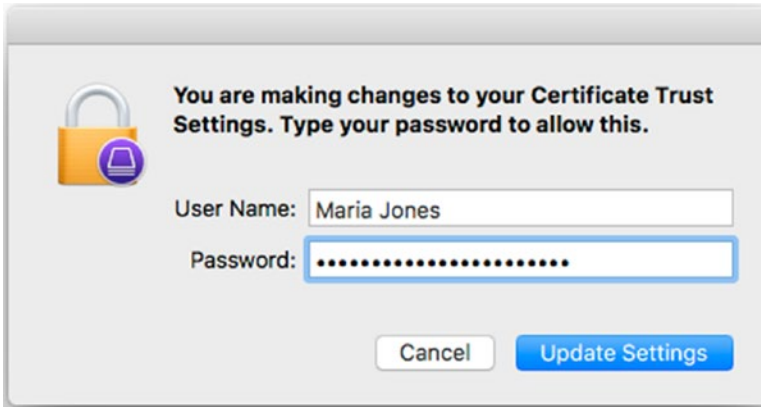 You are making changes to your Certificate Trust
Settings. Type your password to allow this.
User Name: Maria Jones
Password: •••••••••••••••••••••••
Cancel Update Settings